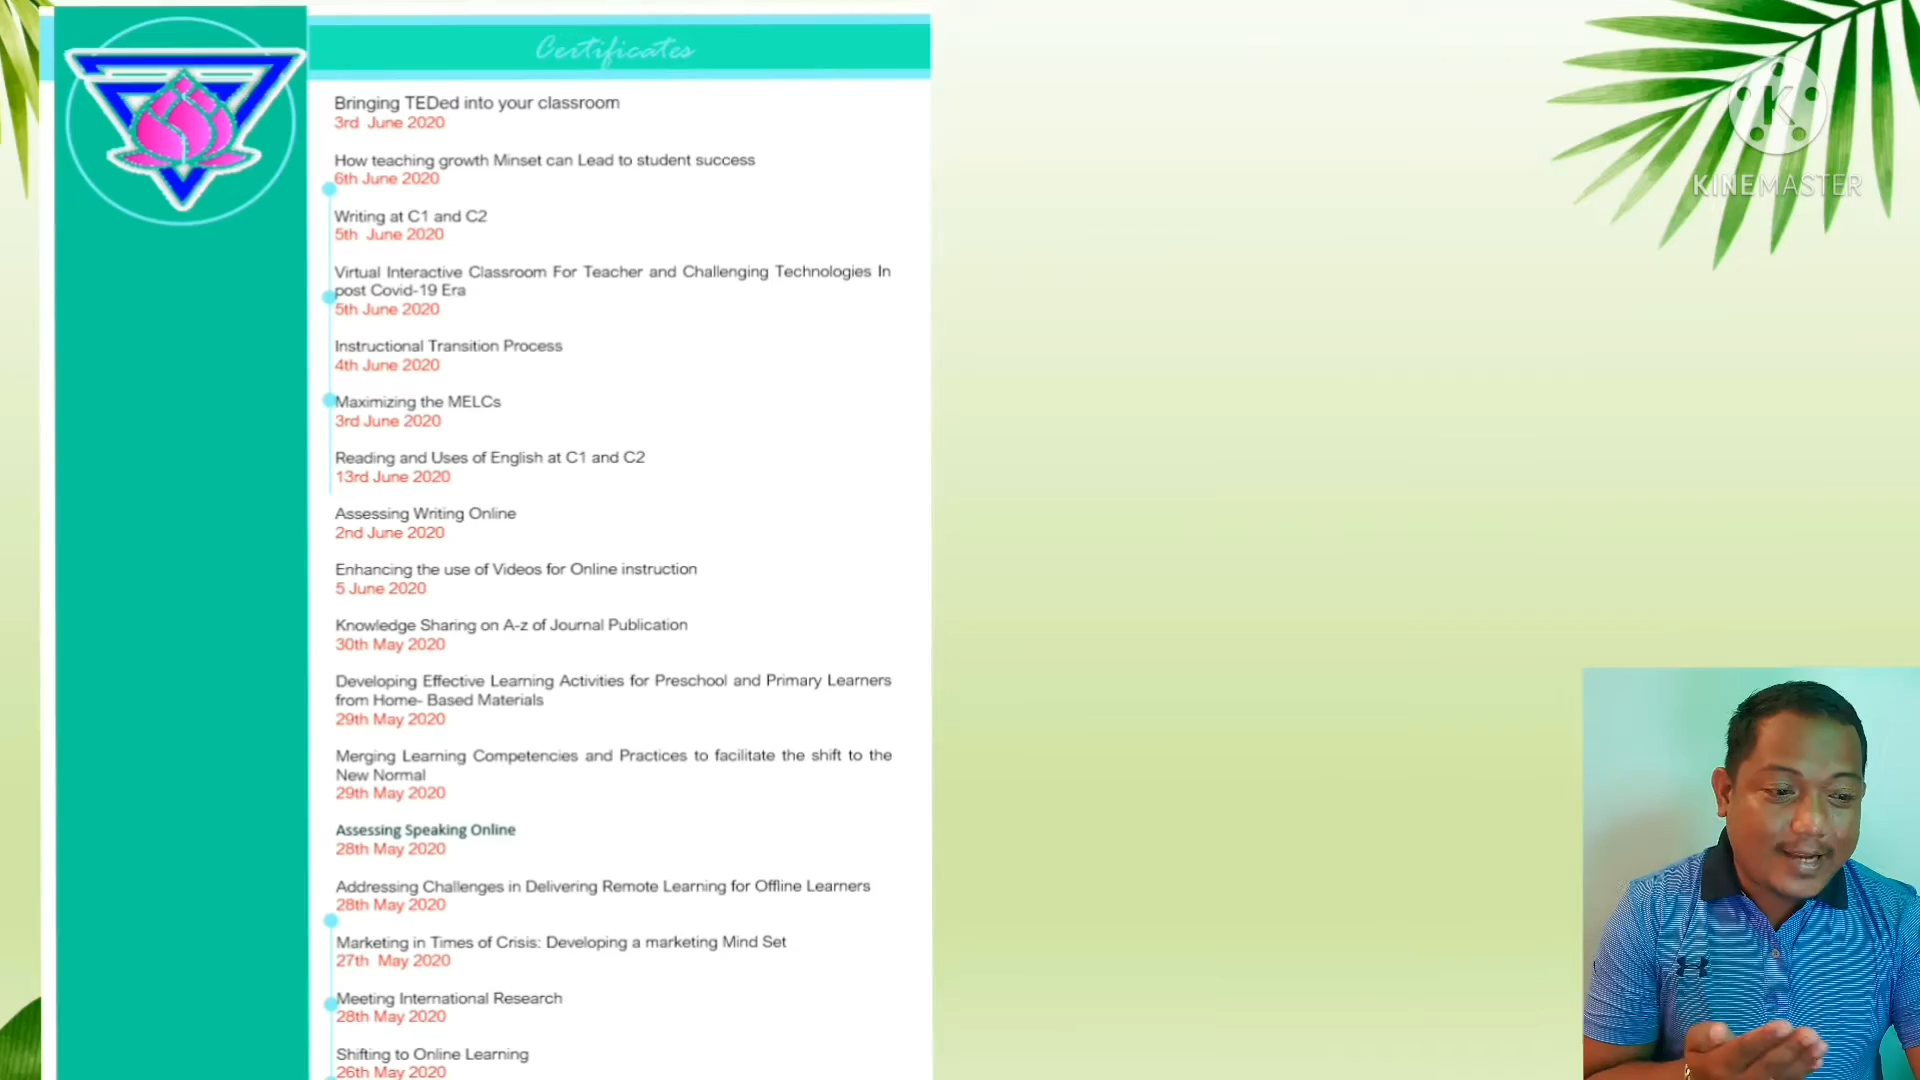 Certificates
Bringing TEDed into your classroom
3rd June 2020
How teaching growth Minset can Lead to student success
6th June 2020
Writing at C1 and C2
5th June 2020
Virtual Interactive Classroom For Teacher and Challenging Technologies In
post Covid-19 Era
5th June 2020
Instructional Transition Process
4th June 2020
Maximizing the MELCs
3rd June 2020
Reading and Uses of English at C1 and C2
13rd June 2020
Assessing Writing Online
2nd June 2020
Enhancing the use of Videos for Online instruction
5 June 2020
Knowledge Sharing on A-z of Journal Publication
30th May 2020
Developing Effective Learning Activities for Preschool and Primary Learners
from Home- Based Materials
29th May 2020
Merging Learning Competencies and Practices to facilitate the shift to the
New Normal
29th May 2020
Assessing Speaking Online
28th May 2020
Addressing Challenges in Delivering Remote Learning for Offline Learners
28th May 2020
Marketing in Times of Crisis: Developing a marketing Mind Set
27th May 2020
Meeting International Research
28th May 2020
Shifting to Online Learning
26th May 2020
K
KINEMASTER